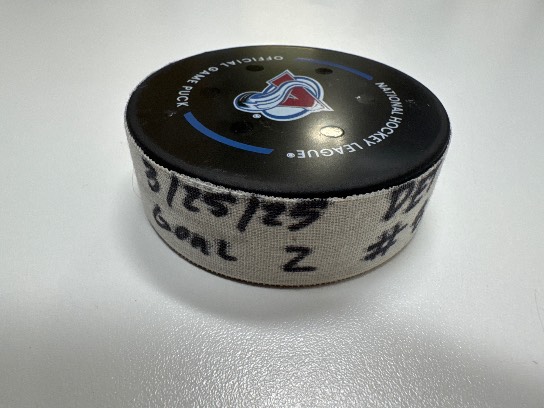 OFFICIAL GAME PUCK
NATIONAL HOCKEY LEAGUE®
®
3/25/25
GOAL 2
#